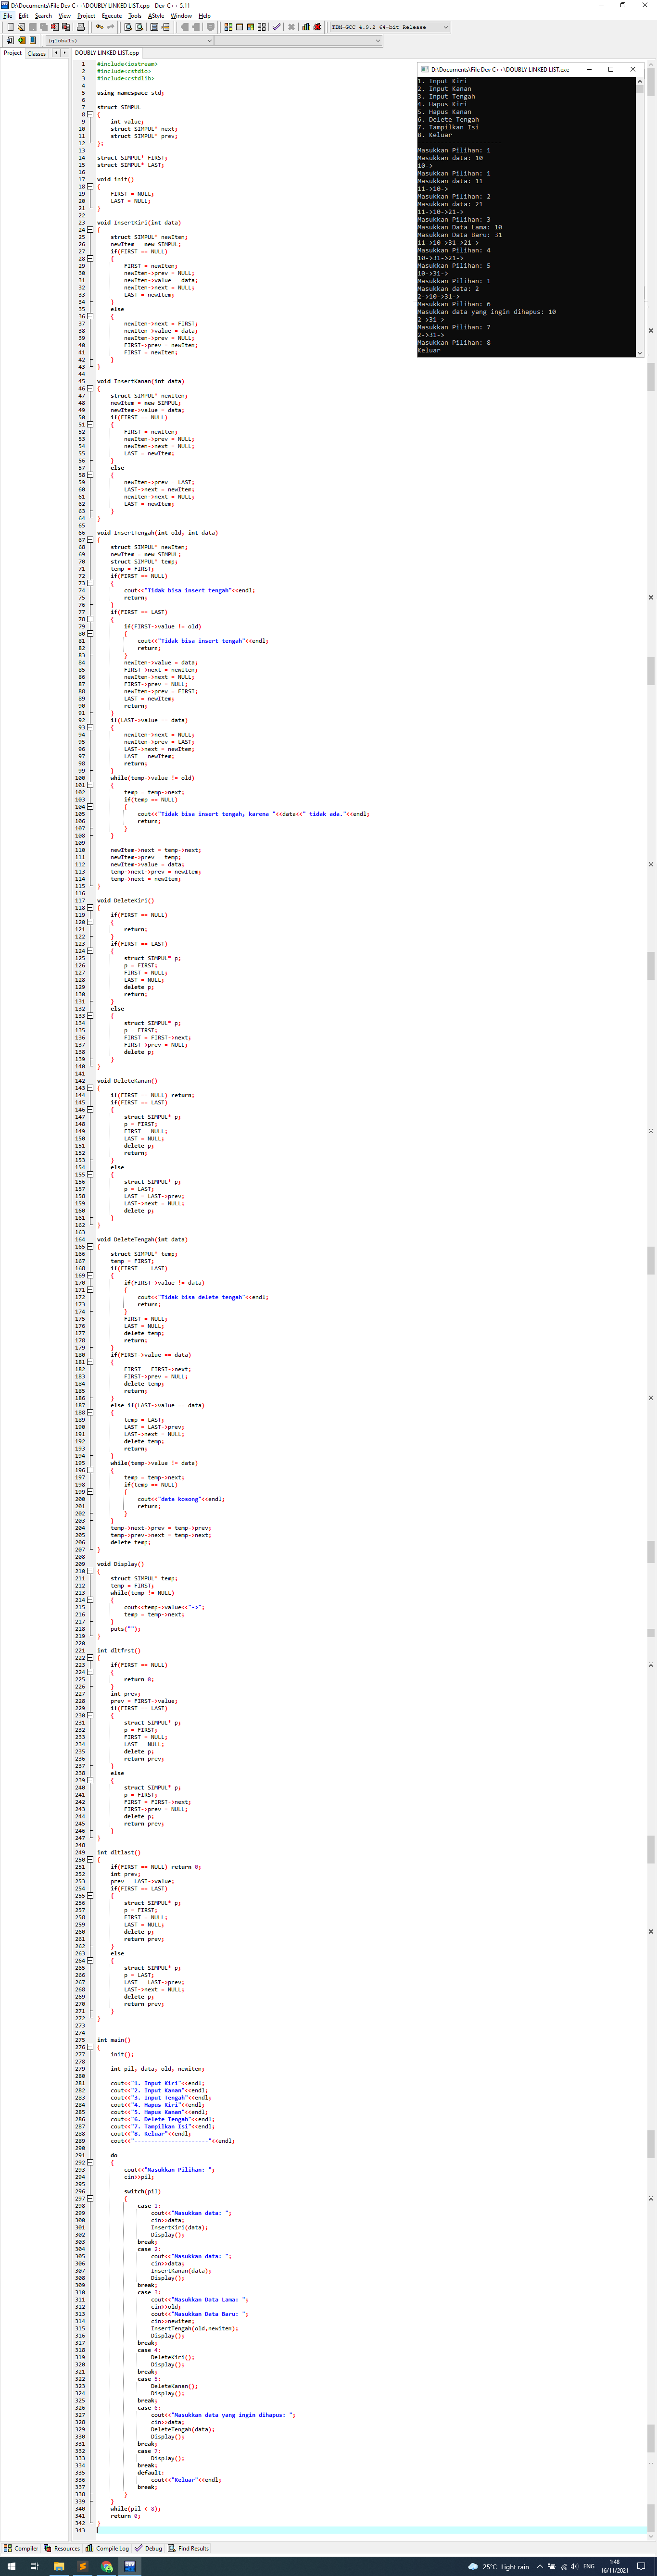 D:\Documents\File Dev C++\DOUBLY LINKED LIST.cpp - Dev-C++ 5.11
File Edit Search View Project Execute Tools AStyle Window Help
TDM-GCC 4.9.2 64-bit Release
(globals)
Project Classes DOUBLY LINKED LIST.cpp
1 #include<iostream>
2 #include<cstdio>
3 #include<cstdlib>
4
5 using namespace std;
6
7 struct SIMPUL
8 {
9 int value;
10 struct SIMPUL* next;
11 struct SIMPUL* prev;
12 };
13
14 struct SIMPUL* FIRST;
15 struct SIMPUL* LAST;
16
17 void init()
18 {
19 FIRST = NULL;
20 LAST = NULL;
21 }
22
23 void InsertKiri(int data)
24 {
25 struct SIMPUL* newItem;
26 newItem = new SIMPUL;
27 if(FIRST == NULL)
28 {
29 FIRST = newItem;
30 newItem->prev = NULL;
31 newItem->value = data;
32 newItem->next = NULL;
33 LAST = newItem;
34 }
35 else
36 {
37 newItem->next = FIRST;
38 newItem->value = data;
39 newItem->prev = NULL;
40 FIRST->prev = newItem;
41 FIRST = newItem;
42 }
43 }
44
45 void InsertKanan(int data)
46 {
47 struct SIMPUL* newItem;
48 newItem = new SIMPUL;
49 newItem->value = data;
50 if(FIRST == NULL)
51 {
52 FIRST = newItem;
53 newItem->prev = NULL;
54 newItem->next = NULL;
55 LAST = newItem;
56 }
57 else
58 {
59 newItem->prev = LAST;
60 LAST->next = newItem;
61 newItem->next = NULL;
62 LAST = newItem;
63 }
64 }
65
66 void InsertTengah(int old, int data)
67 {
68 struct SIMPUL* newItem;
69 newItem = new SIMPUL;
70 struct SIMPUL* temp;
71 temp = FIRST;
72 if(FIRST == NULL)
73 {
74 cout<<"Tidak bisa insert tengah"<<endl;
75 return;
76 }
77 if(FIRST == LAST)
78 {
79 if(FIRST->value != old)
80 {
81 cout<<"Tidak bisa insert tengah"<<endl;
82 return;
83 }
84 newItem->value = data;
85 FIRST->next = newItem;
86 newItem->next = NULL;
87 FIRST->prev = NULL;
88 newItem->prev = FIRST;
89 LAST = newItem;
90 return;
91 }
92 if(LAST->value == data)
93 {
94 newItem->next = NULL;
95 newItem->prev = LAST;
96 LAST->next = newItem;
97 LAST = newItem;
98 return;
99 }
100 while(temp->value != old)
101 {
102 temp = temp->next;
103 if(temp == NULL)
104 {
105 cout<<"Tidak bisa insert tengah, karena "<<data<<" tidak ada."<<endl;
106 return;
107 }
108 }
109
110 newItem->next = temp->next;
111 newItem->prev = temp;
112 newItem->value = data;
113 temp->next->prev = newItem;
114 temp->next = newItem;
115 }
116
117 void DeleteKiri()
118 {
119 if(FIRST == NULL)
120 {
121 return;
122 }
123 if(FIRST == LAST)
124 {
125 struct SIMPUL* p;
126 p = FIRST;
127 FIRST = NULL;
128 LAST = NULL;
129 delete p;
130 return;
131 }
132 else
133 {
134 struct SIMPUL* p;
135 p = FIRST;
136 FIRST = FIRST->next;
137 FIRST->prev = NULL;
138 delete p;
139 }
140 }
141
142 void DeleteKanan()
143 {
144 if(FIRST == NULL) return;
145 if(FIRST == LAST)
146 {
147 struct SIMPUL* p;
148 p = FIRST;
149 FIRST = NULL;
150 LAST = NULL;
151 delete p;
152 return;
153 }
154 else
155 {
156 struct SIMPUL* p;
157 p = LAST;
158 LAST = LAST->prev;
159 LAST->next = NULL;
160 delete p;
161 }
162 }
163
164 void DeleteTengah(int data)
165 {
166 struct SIMPUL* temp;
167 temp = FIRST;
168 if(FIRST == LAST)
169 {
170 if(FIRST->value != data)
171 {
172 cout<<"Tidak bisa delete tengah"<<endl;
173 return;
174 }
175 FIRST = NULL;
176 LAST = NULL;
177 delete temp;
178 return;
179 }
180 if(FIRST->value == data)
181 {
182 FIRST = FIRST->next;
183 FIRST->prev = NULL;
184 delete temp;
185 return;
186 }
187 else if(LAST->value == data)
188 {
189 temp = LAST;
190 LAST = LAST->prev;
191 LAST->next = NULL;
192 delete temp;
193 return;
194 }
195 while(temp->value != data)
196 {
197 temp = temp->next;
198 if(temp == NULL)
199 {
200 cout<<"data kosong"<<endl;
201 return;
202 }
203 }
204 temp->next->prev = temp->prev;
205 temp->prev->next = temp->next;
206 delete temp;
207 }
208
209 void Display()
210 {
211 struct SIMPUL* temp;
212 temp = FIRST;
213 while(temp != NULL)
214 {
215 cout<<temp->value<<"->";
216 temp = temp->next;
217 }
218 puts("");
219 }
220
221 int dltfrst()
222 {
223 if(FIRST == NULL)
224 {
225 return 0;
226 }
227 int prev;
228 prev = FIRST->value;
229 if(FIRST == LAST)
230 {
231 struct SIMPUL* p;
232 p = FIRST;
233 FIRST = NULL;
234 LAST = NULL;
235 delete p;
236 return prev;
237 }
238 else
239 {
240 struct SIMPUL* p;
241 p = FIRST;
242 FIRST = FIRST->next;
243 FIRST->prev = NULL;
244 delete p;
245 return prev;
246 }
247 }
248
249 int dltlast()
250 {
251 if(FIRST == NULL) return 0;
252 int prev;
253 prev = LAST->value;
254 if(FIRST == LAST)
255 {
256 struct SIMPUL* p;
257 p = FIRST;
258 FIRST = NULL;
259 LAST = NULL;
260 delete p;
261 return prev;
262 }
263 else
264 {
265 struct SIMPUL* p;
266 p = LAST;
267 LAST = LAST->prev;
268 LAST->next = NULL;
269 delete p;
270 return prev;
271 }
272 }
273
274
275 int main()
276 {
277 init();
278
279 int pil, data, old, newitem;
280
281 cout<<"1. Input Kiri"<<endl;
282 cout<<"2. Input Kanan"<<endl;
283 cout<<"3. Input Tengah"<<endl;
284 cout<<"4. Hapus Kiri"<<endl;
285 cout<<"5. Hapus Kanan"<<endl;
286 cout<<"6. Delete Tengah"<<endl;
287 cout<<"7. Tampilkan Isi"<<endl;
288 cout<<"8. Keluar"<<endl;
289 cout<<"----------------------"<<endl;
290
291 do
292 {
293 cout<<"Masukkan Pilihan: ";
294 cin>>pil;
295
296 switch(pil)
297 {
298 case 1:
299 cout<<"Masukkan data: ";
300 cin>>data;
301 InsertKiri(data);
302 Display();
303 break;
304 case 2:
305 cout<<"Masukkan data: ";
306 cin>>data;
307 InsertKanan(data);
308 Display();
309 break;
310 case 3:
311 cout<<"Masukkan Data Lama: ";
312 cin>>old;
313 cout<<"Masukkan Data Baru: ";
314 cin>>newitem;
315 InsertTengah(old,newitem);
316 Display();
317 break;
318 case 4:
319 DeleteKiri();
320 Display();
321 break;
322 case 5:
323 DeleteKanan();
324 Display();
325 break;
326 case 6:
327 cout<<"Masukkan data yang ingin dihapus: ";
328 cin>>data;
329 DeleteTengah(data);
330 Display();
331 break;
332 case 7:
333 Display();
334 break;
335 default:
336 cout<<"Keluar"<<endl;
337 break;
338 }
339 }
340 while(pil < 8);
341 return 0;
342 }
343
D:\Documents\File Dev C++\DOUBLY LINKED LIST.exe
1. Input Kiri
2. Input Kanan
3. Input Tengah
4. Hapus Kiri
5. Hapus Kanan
6. Delete Tengah
7. Tampilkan Isi
8. Keluar
----------------------
Masukkan Pilihan: 1
Masukkan data: 10
10->
Masukkan Pilihan: 1
Masukkan data: 11
11->10->
Masukkan Pilihan: 2
Masukkan data: 21
11->10->21->
Masukkan Pilihan: 3
Masukkan Data Lama: 10
Masukkan Data Baru: 31
11->10->31->21->
Masukkan Pilihan: 4
10->31->21->
Masukkan Pilihan: 5
10->31->
Masukkan Pilihan: 1
Masukkan data: 2
2->10->31->
Masukkan Pilihan: 6
Masukkan data yang ingin dihapus: 10
2->31->
Masukkan Pilihan: 7
2->31->
Masukkan Pilihan: 8
Keluar
Compiler Resources Compile Log Debug Find Results
25°C Light rain ENG 1:48
16/11/2021